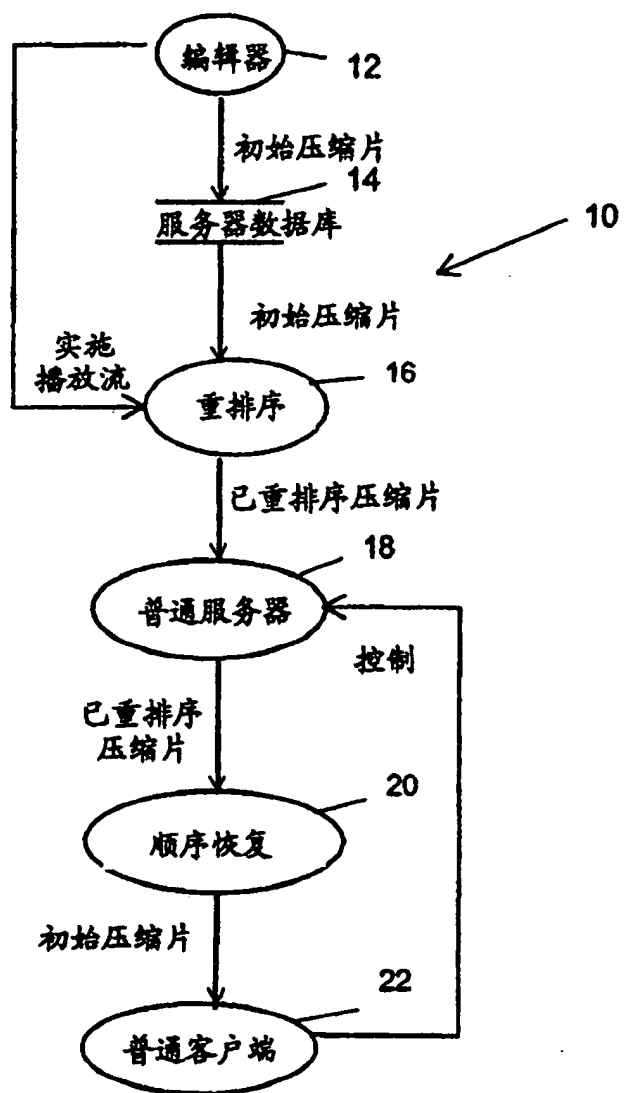 编辑器
12
初始压缩片
14
服务器数据库
10
初始压缩片
实施
播放流
16
重排序
已重排序压缩片
18
普通服务器
控制
已重排序
压缩片
20
顺序恢复
初始压缩片
22
普通客户端